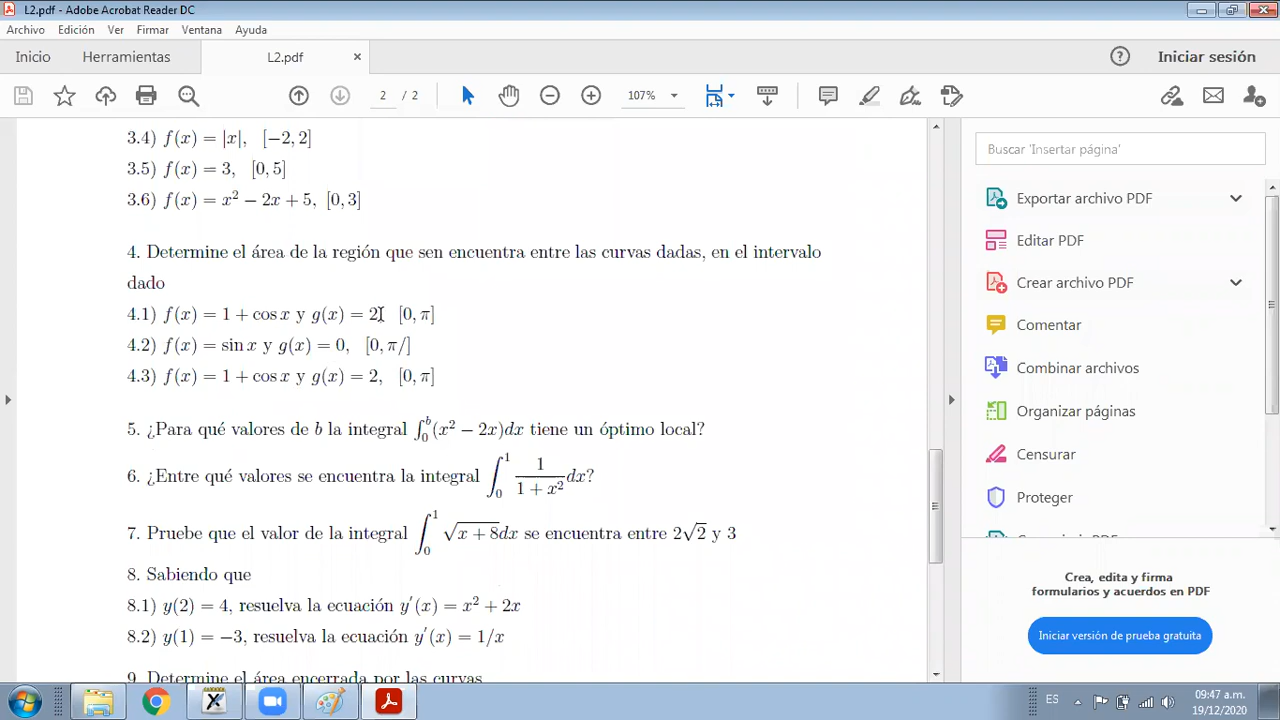 L2.pdf - Adobe Acrobat Reader DC
Archivo Edición Ver Firmar Ventana Ayuda
Inicio Herramientas L2.pdf × Iniciar sesión
2 / 2 107%
3.4) f(x) = |x|, [−2, 2]
3.5) f(x) = 3, [0, 5]
3.6) f(x) = x² − 2x + 5, [0, 3]
4. Determine el área de la región que sen encuentra entre las curvas dadas, en el intervalo
dado
4.1) f(x) = 1 + cos x y g(x) = 2, [0, π]
4.2) f(x) = sin x y g(x) = 0, [0, π/]
4.3) f(x) = 1 + cos x y g(x) = 2, [0, π]
5. ¿Para qué valores de b la integral ∫₀ᵇ(x² − 2x)dx tiene un óptimo local?
6. ¿Entre qué valores se encuentra la integral ∫₀¹ 1/(1 + x²) dx?
7. Pruebe que el valor de la integral ∫₀¹ √(x + 8)dx se encuentra entre 2√2 y 3
8. Sabiendo que
8.1) y(2) = 4, resuelva la ecuación y′(x) = x² + 2x
8.2) y(1) = −3, resuelva la ecuación y′(x) = 1/x
9. Determine el área encerrada por las curvas
Buscar 'Insertar página'
Exportar archivo PDF
Editar PDF
Crear archivo PDF
Comentar
Combinar archivos
Organizar páginas
Censurar
Proteger
Crea, edita y firma
formularios y acuerdos en PDF
Iniciar versión de prueba gratuita
ES
09:47 a.m.
19/12/2020